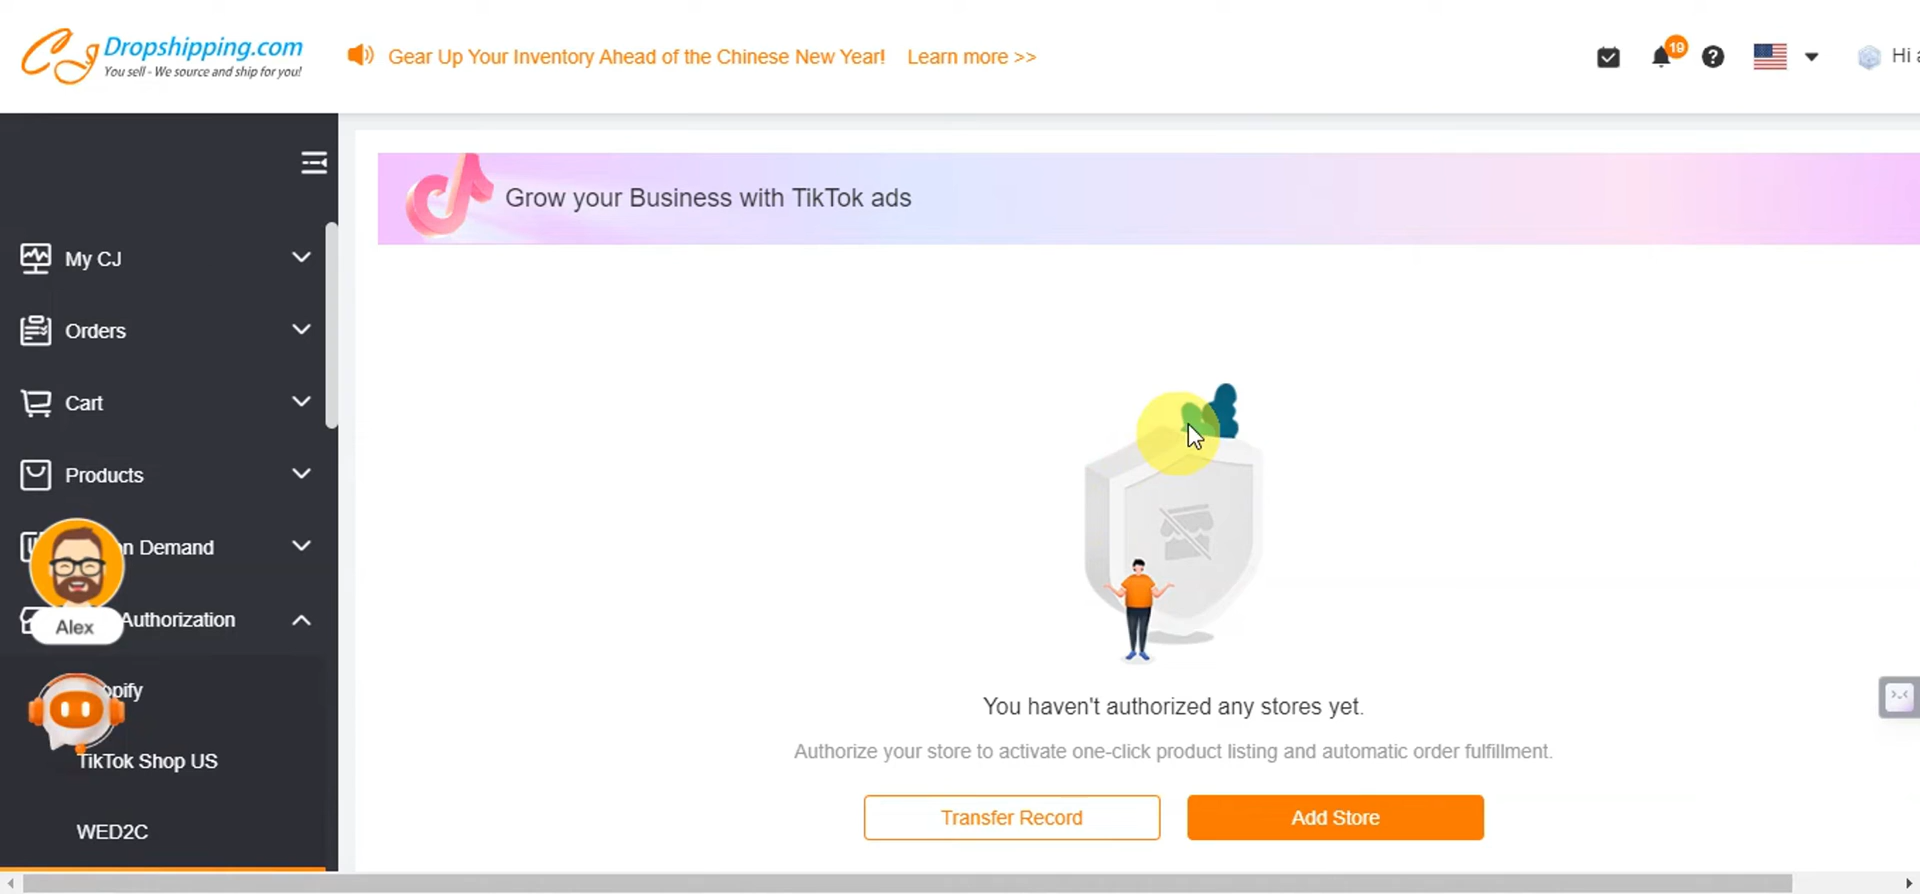 CJ Dropshipping.com
You sell - We source and ship for you!
Gear Up Your Inventory Ahead of the Chinese New Year! Learn more >>
19
Hi
Grow your Business with TikTok ads
My CJ
Orders
Cart
Products
on Demand
Authorization
Alex
opify
TikTok Shop US
WED2C
You haven't authorized any stores yet.
Authorize your store to activate one-click product listing and automatic order fulfillment.
Transfer Record
Add Store